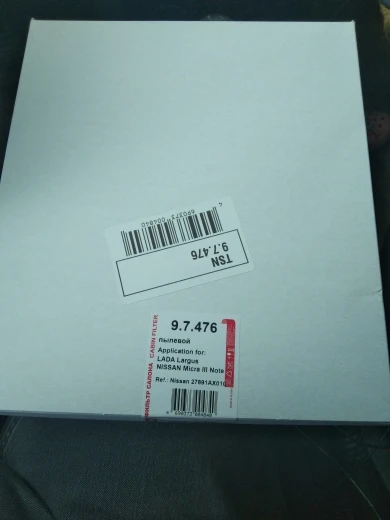 TSN
9.7.476
9.7.476
пылевой
Application for:
LADA Largus
NISSAN Micra III Note
Ref.: Nissan 27891AX010
ФИЛЬТР САЛОНА CABIN FILTER